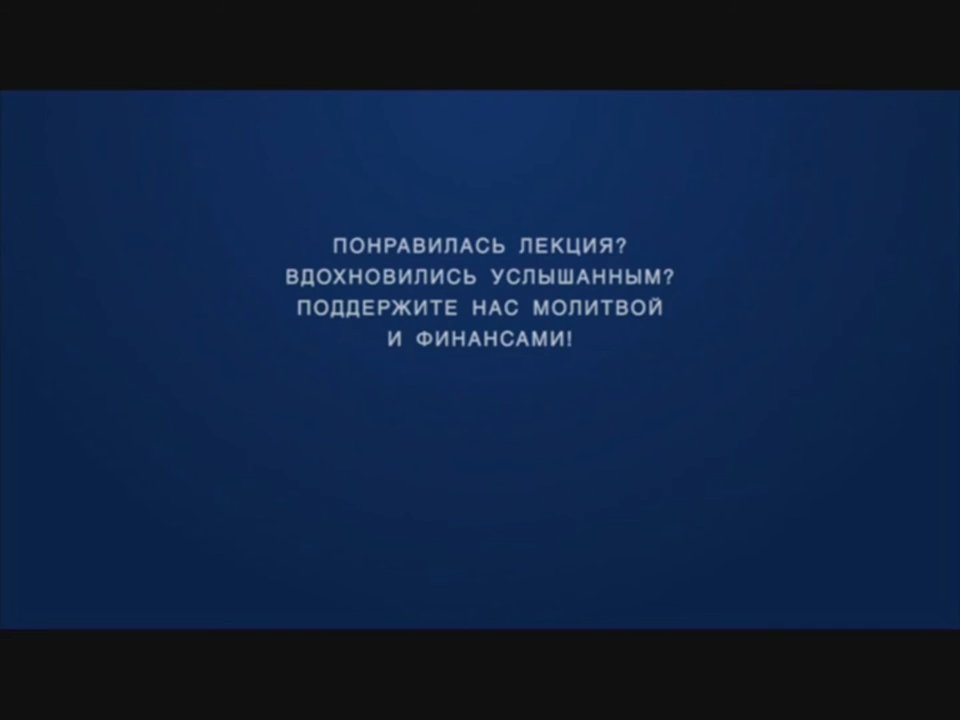 ПОНРАВИЛАСЬ ЛЕКЦИЯ?
ВДОХНОВИЛИСЬ УСЛЫШАННЫМ?
ПОДДЕРЖИТЕ НАС МОЛИТВОЙ
И ФИНАНСАМИ!